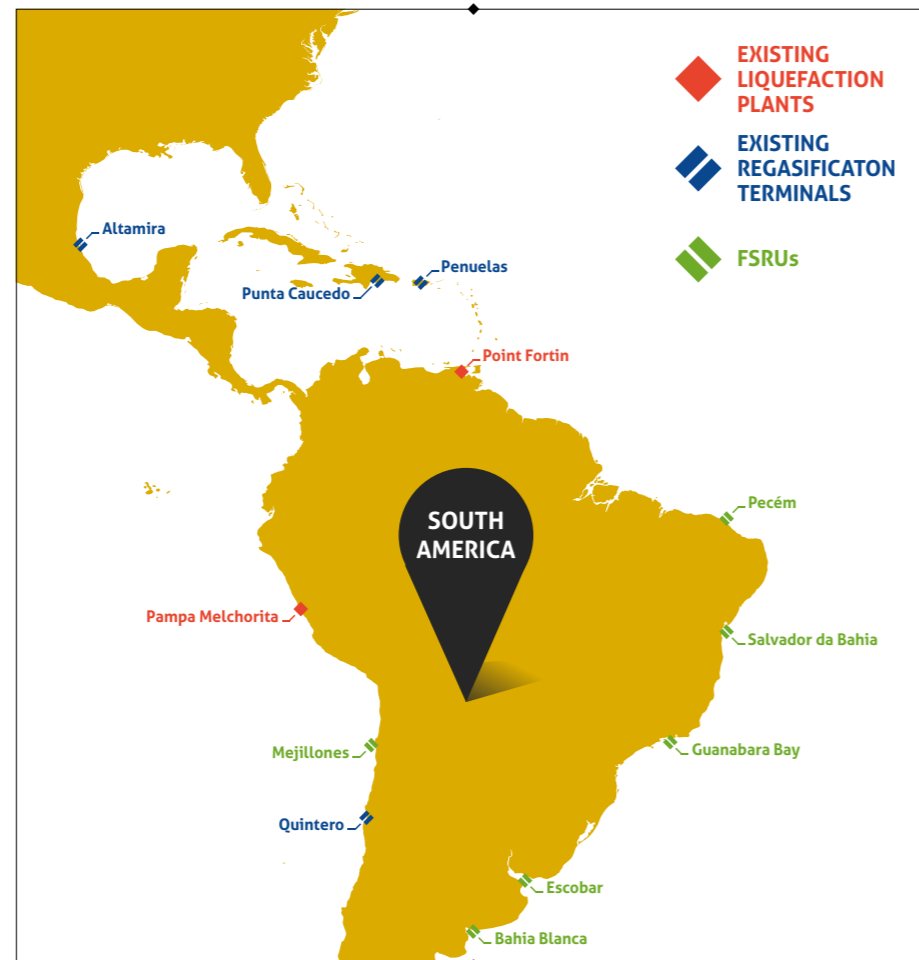 EXISTING
LIQUEFACTION
PLANTS
EXISTING
REGASIFICATON
TERMINALS
FSRUs
Altamira
Penuelas
Punta Caucedo
Point Fortin
Pecém
SOUTH
AMERICA
Pampa Melchorita
Salvador da Bahia
Mejillones
Guanabara Bay
Quintero
Escobar
Bahia Blanca